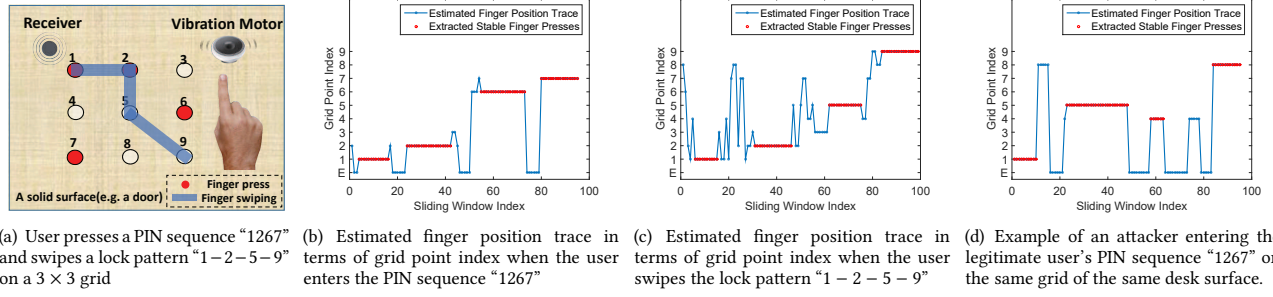 Receiver
Vibration Motor
1
2
3
4
5
6
7
8
9
Finger press
Finger swiping
A solid surface(e.g. a door)
Estimated Finger Position Trace
Extracted Stable Finger Presses
Grid Point Index
9
8
7
6
5
4
3
2
1
E
0
20
40
60
80
100
Sliding Window Index
Estimated Finger Position Trace
Extracted Stable Finger Presses
Grid Point Index
9
8
7
6
5
4
3
2
1
E
0
20
40
60
80
100
Sliding Window Index
Estimated Finger Position Trace
Extracted Stable Finger Presses
Grid Point Index
9
8
7
6
5
4
3
2
1
E
0
20
40
60
80
100
Sliding Window Index
(a) User presses a PIN sequence “1267”
and swipes a lock pattern “1−2−5−9”
on a 3 × 3 grid
(b) Estimated finger position trace in
terms of grid point index when the user
enters the PIN sequence “1267”
(c) Estimated finger position trace in
terms of grid point index when the user
swipes the lock pattern “1 − 2 − 5 − 9”
(d) Example of an attacker entering the
legitimate user’s PIN sequence “1267” on
the same grid of the same desk surface.